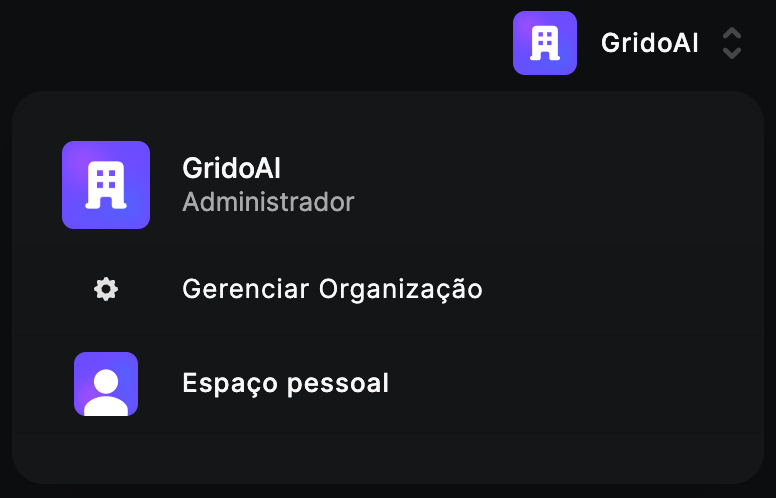 GridoAI
GridoAI
Administrador
Gerenciar Organização
Espaço pessoal